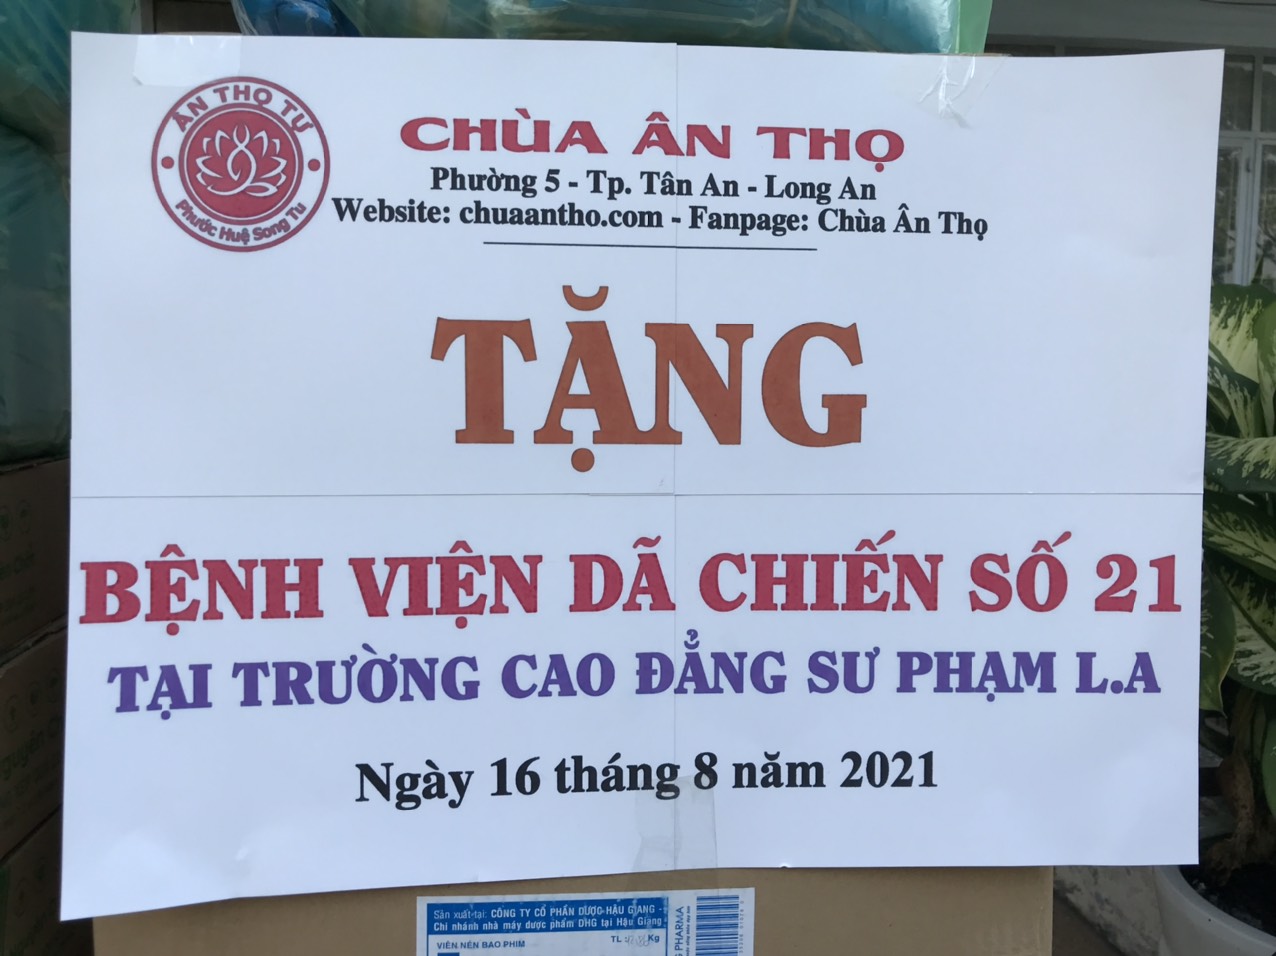 ÂN THỌ TỰ
Phước Huệ Song Tu
CHÙA ÂN THỌ
Phường 5 - Tp. Tân An - Long An
Website: chuaantho.com - Fanpage: Chùa Ân Thọ
TẶNG
BỆNH VIỆN DÃ CHIẾN SỐ 21
TẠI TRƯỜNG CAO ĐẲNG SƯ PHẠM L.A
Ngày 16 tháng 8 năm 2021
Sản xuất tại: CÔNG TY CỔ PHẦN DƯỢC HẬU GIANG -
Chi nhánh nhà máy dược phẩm DHG tại Hậu Giang
VIÊN NÉN BAO PHIM
TL : Kg
PHARMA